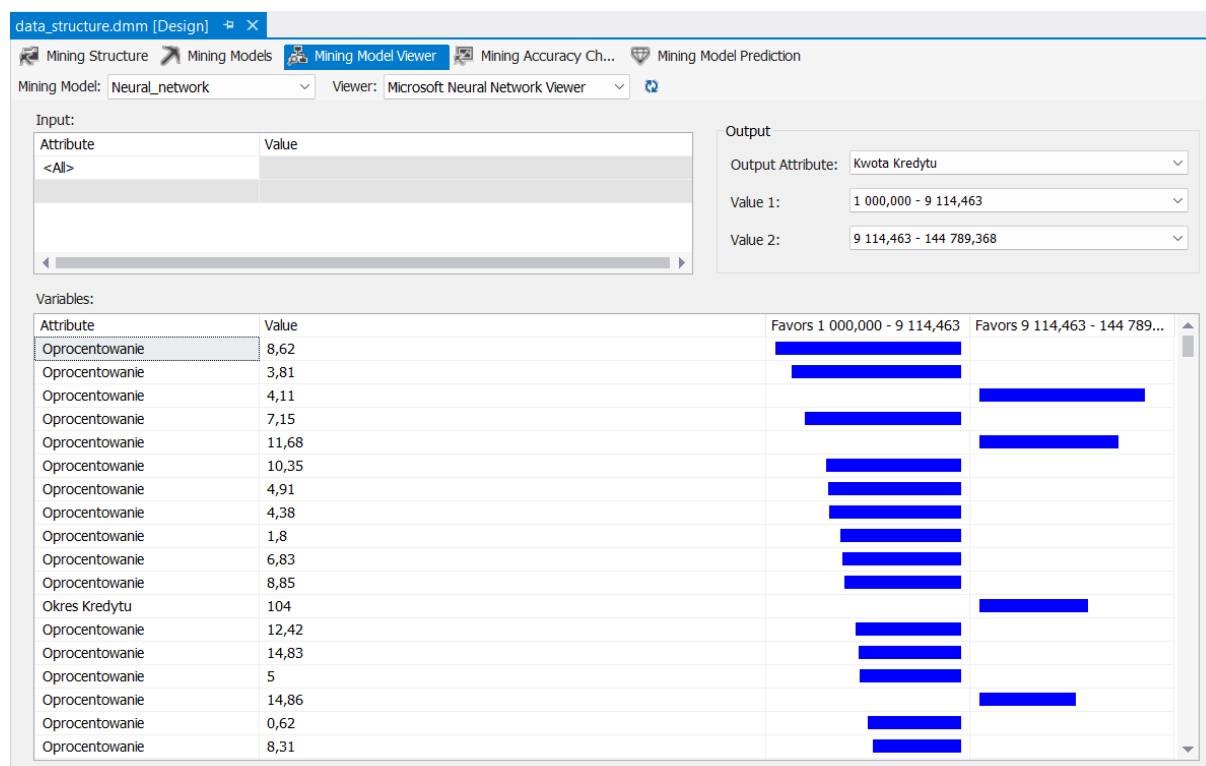 data_structure.dmm [Design]
Mining Structure Mining Models Mining Model Viewer Mining Accuracy Ch... Mining Model Prediction
Mining Model: Neural_network Viewer: Microsoft Neural Network Viewer
Input:
Attribute Value
<All>
Output
Output Attribute: Kwota Kredytu
Value 1: 1 000,000 - 9 114,463
Value 2: 9 114,463 - 144 789,368
Variables:
Attribute Value Favors 1 000,000 - 9 114,463 Favors 9 114,463 - 144 789...
Oprocentowanie 8,62
Oprocentowanie 3,81
Oprocentowanie 4,11
Oprocentowanie 7,15
Oprocentowanie 11,68
Oprocentowanie 10,35
Oprocentowanie 4,91
Oprocentowanie 4,38
Oprocentowanie 1,8
Oprocentowanie 6,83
Oprocentowanie 8,85
Okres Kredytu 104
Oprocentowanie 12,42
Oprocentowanie 14,83
Oprocentowanie 5
Oprocentowanie 14,86
Oprocentowanie 0,62
Oprocentowanie 8,31